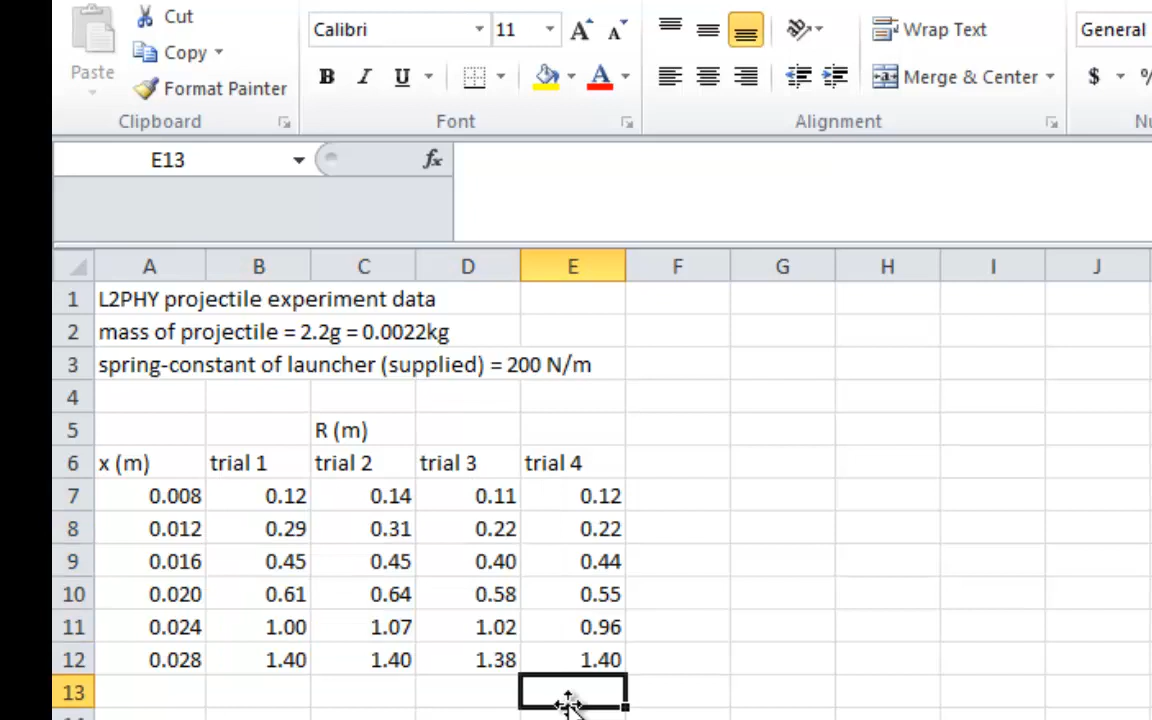 Cut
Calibri 11 A A Wrap Text General
Copy
Paste
Format Painter B I U A Merge & Center $ %
Clipboard Font Alignment
E13 fx
A B C D E F G H I J
1 L2PHY projectile experiment data
2 mass of projectile = 2.2g = 0.0022kg
3 spring-constant of launcher (supplied) = 200 N/m
4
5 R (m)
6 x (m) trial 1 trial 2 trial 3 trial 4
7 0.008 0.12 0.14 0.11 0.12
8 0.012 0.29 0.31 0.22 0.22
9 0.016 0.45 0.45 0.40 0.44
10 0.020 0.61 0.64 0.58 0.55
11 0.024 1.00 1.07 1.02 0.96
12 0.028 1.40 1.40 1.38 1.40
13